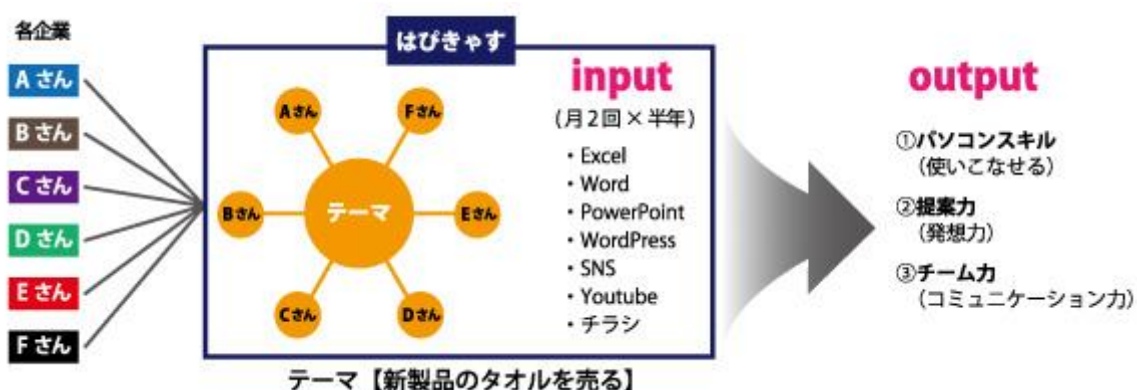 各企業
Aさん
Bさん
Cさん
Dさん
Eさん
Fさん
はぴきゃす
Aさん
Fさん
Bさん
テーマ
Eさん
Cさん
Dさん
input
(月2回×半年)
・Excel
・Word
・PowerPoint
・WordPress
・SNS
・Youtube
・チラシ
テーマ【新製品のタオルを売る】
output
①パソコンスキル
(使いこなせる)
②提案力
(発想力)
③チーム力
(コミュニケーション力)